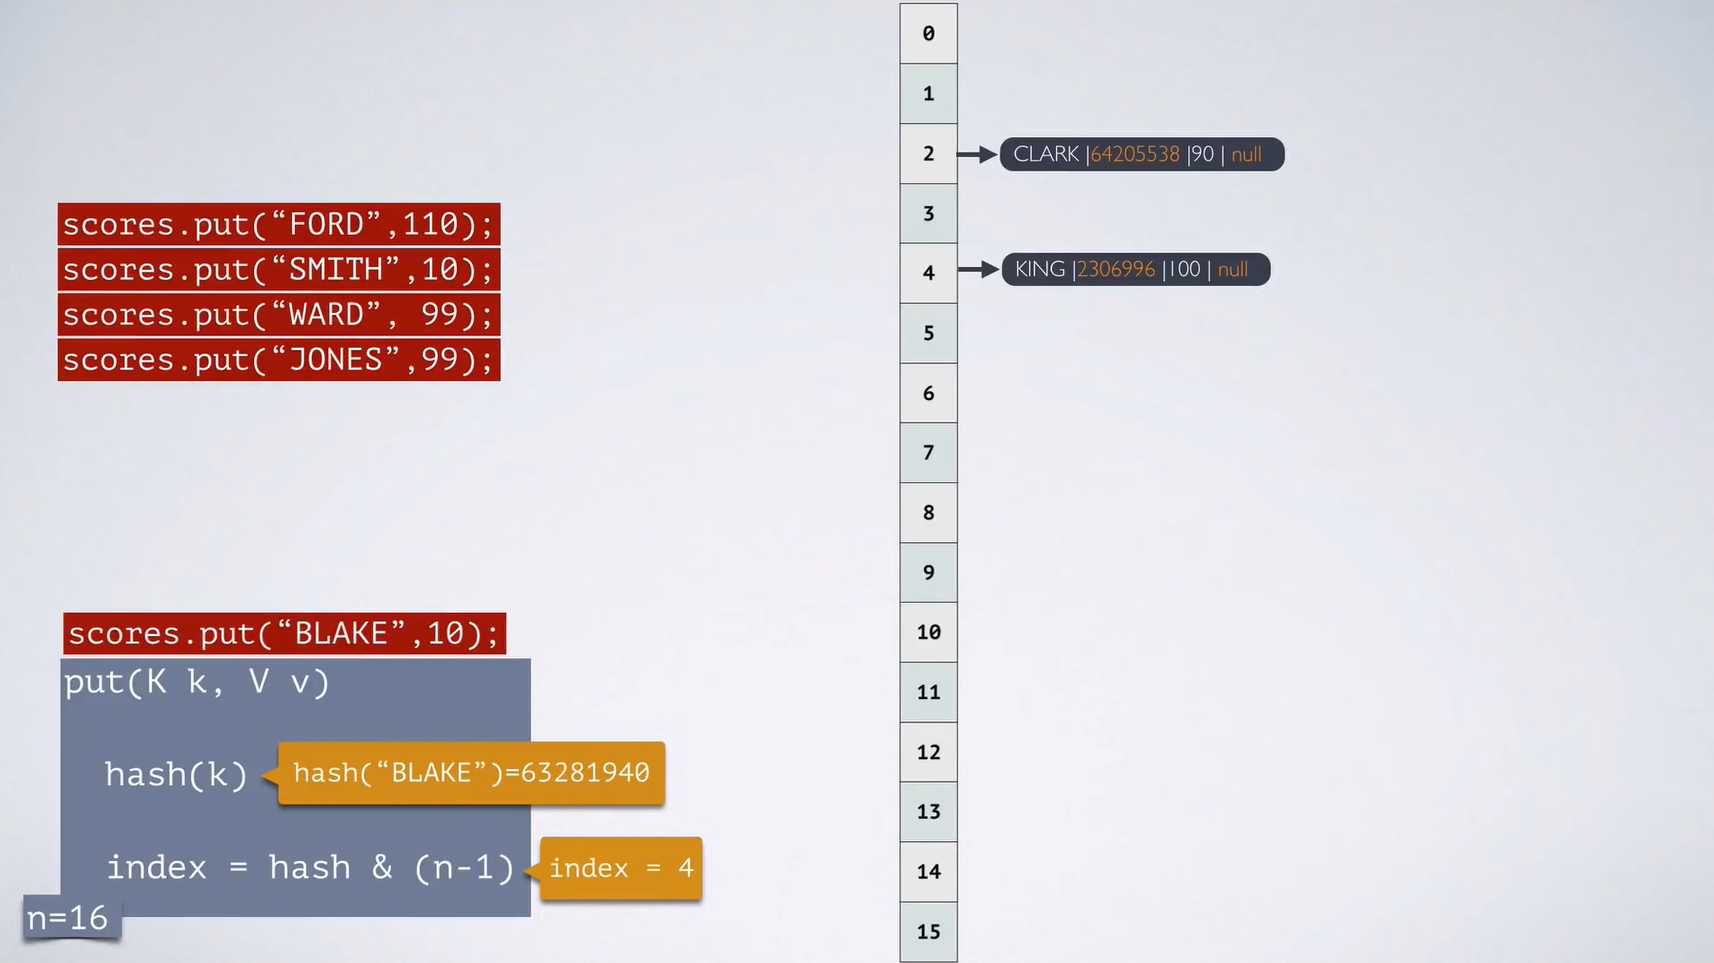 scores.put(“FORD”,110);
scores.put(“SMITH”,10);
scores.put(“WARD”, 99);
scores.put(“JONES”,99);
scores.put(“BLAKE”,10);
put(K k, V v)
hash(k)
hash(“BLAKE”)=63281940
index = hash & (n-1)
index = 4
n=16
0
1
2
CLARK |64205538 |90 | null
3
4
KING |2306996 |100 | null
5
6
7
8
9
10
11
12
13
14
15